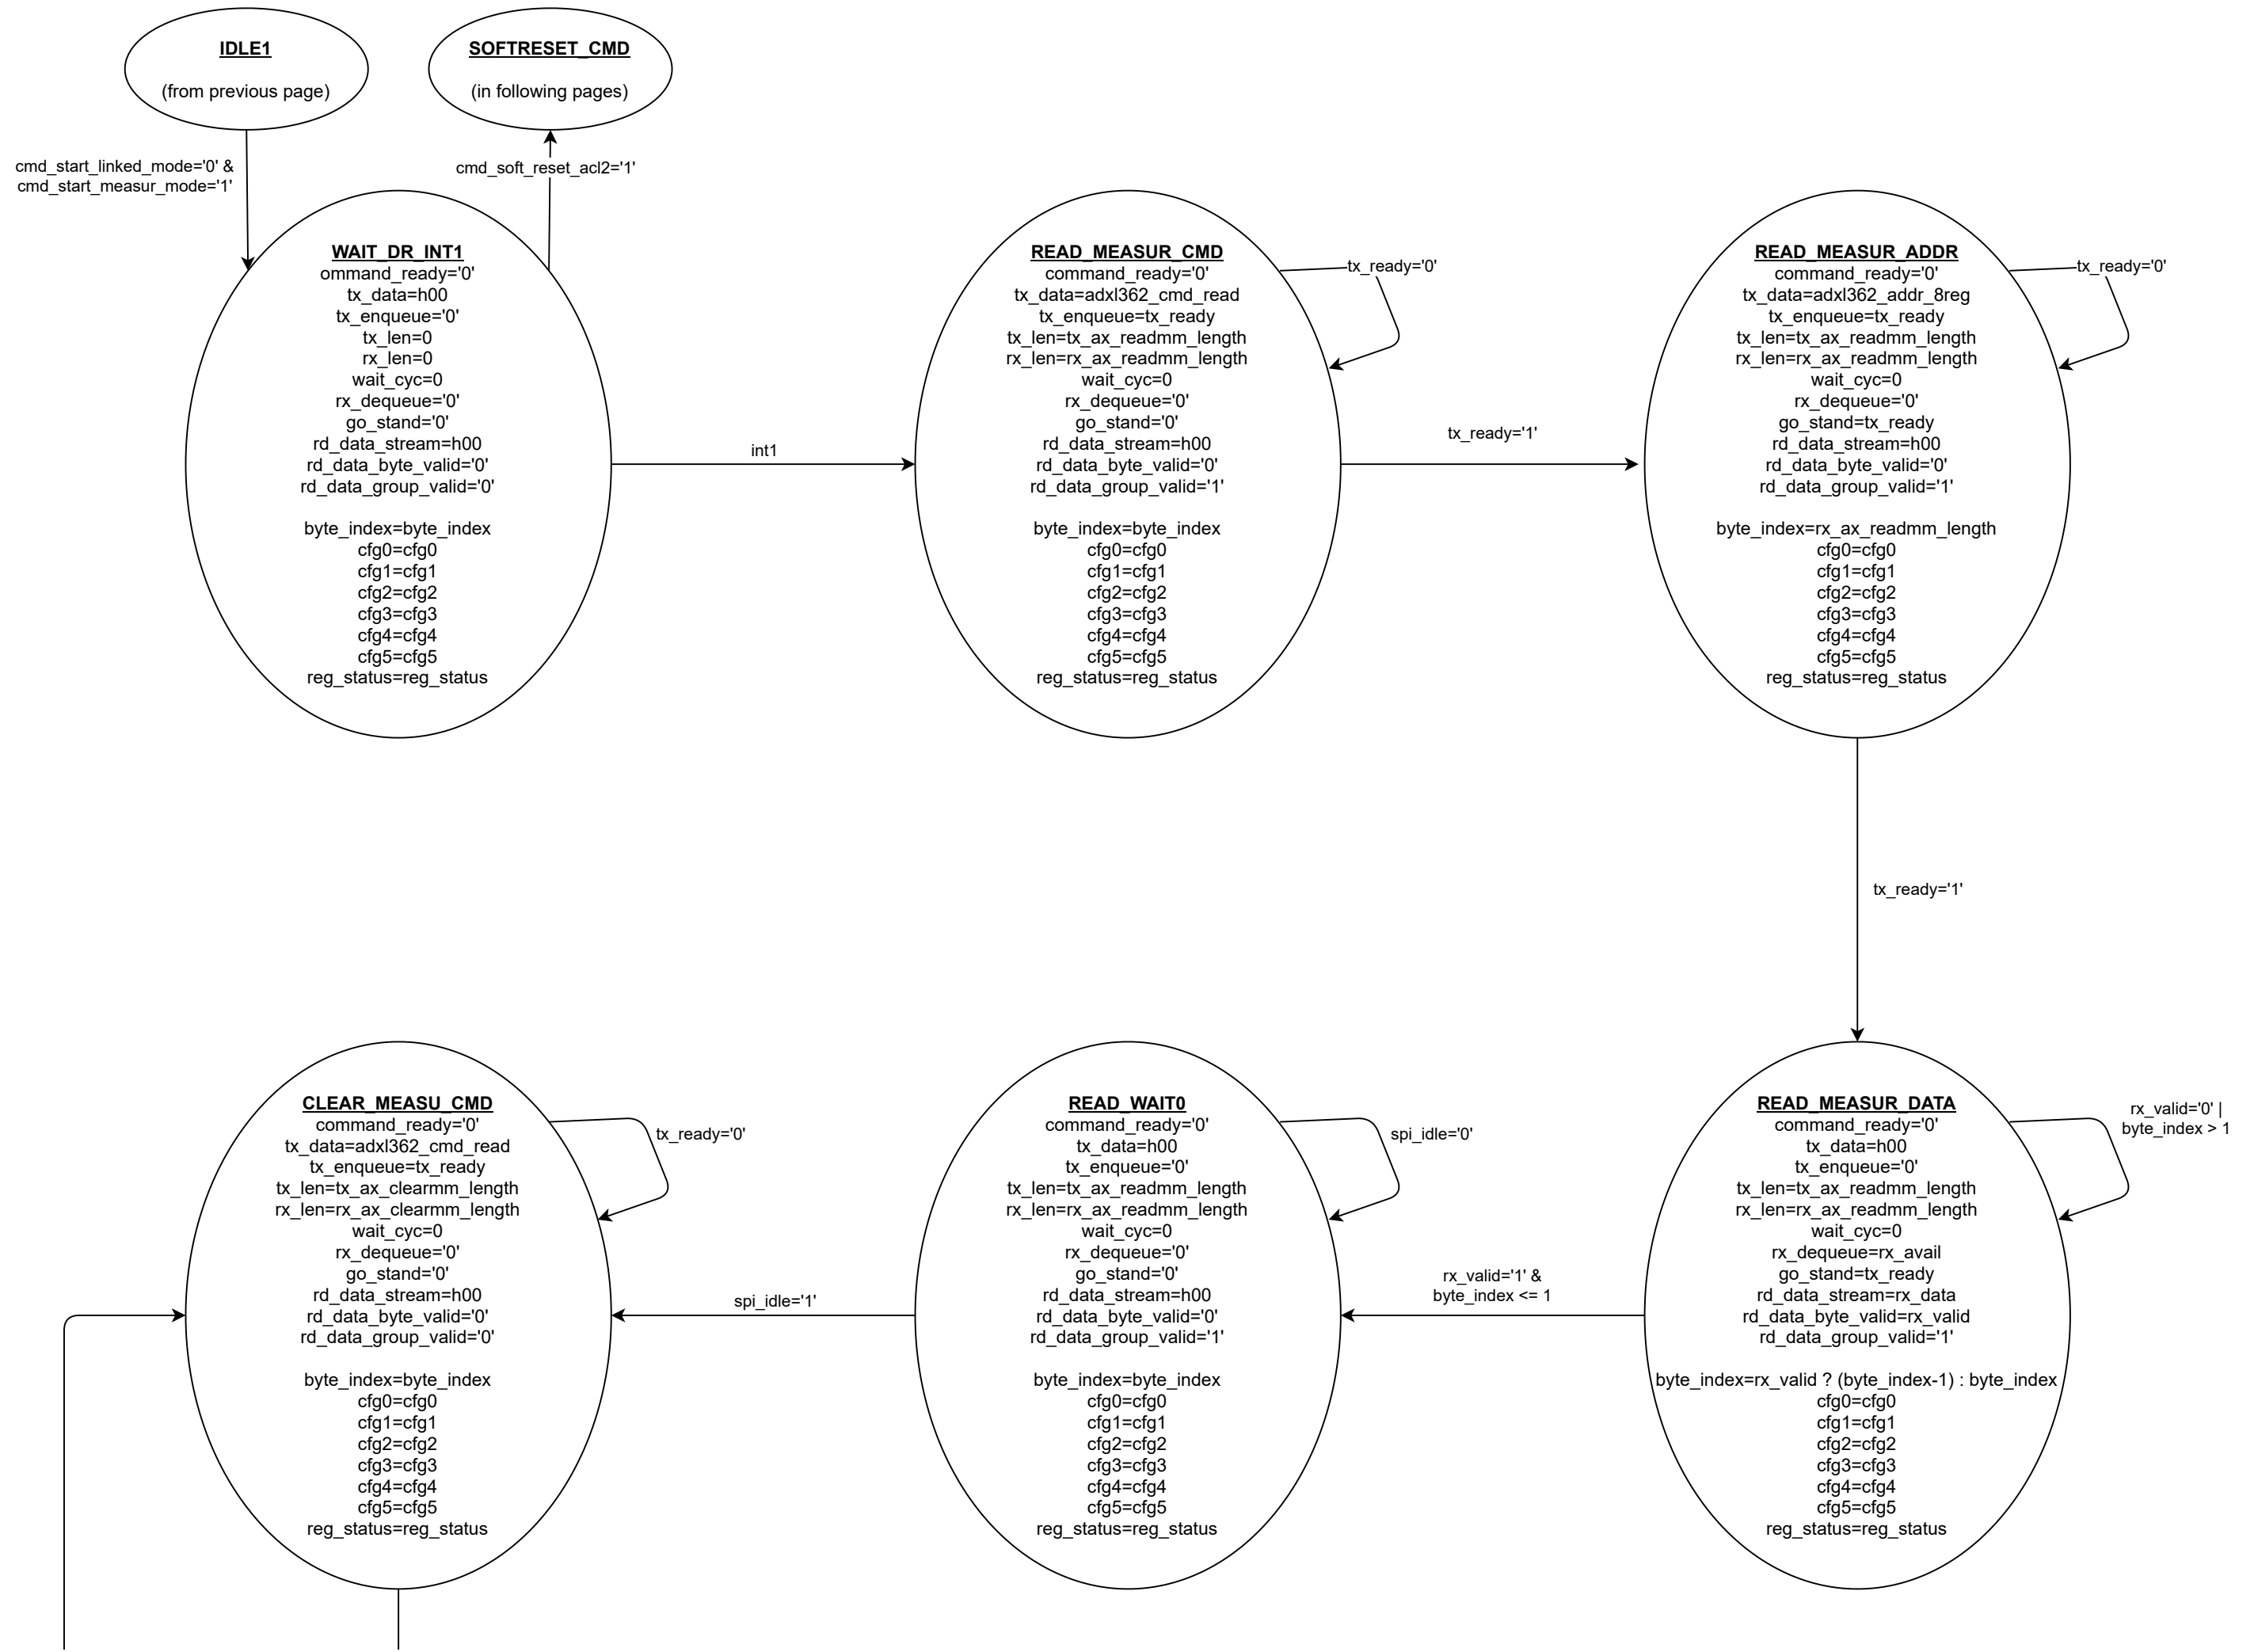 IDLE1
(from previous page)
SOFTRESET_CMD
(in following pages)
cmd_start_linked_mode='0' &
cmd_start_measur_mode='1'
cmd_soft_reset_acl2='1'
WAIT_DR_INT1
ommand_ready='0'
tx_data=h00
tx_enqueue='0'
tx_len=0
rx_len=0
wait_cyc=0
rx_dequeue='0'
go_stand='0'
rd_data_stream=h00
rd_data_byte_valid='0'
rd_data_group_valid='0'
byte_index=byte_index
cfg0=cfg0
cfg1=cfg1
cfg2=cfg2
cfg3=cfg3
cfg4=cfg4
cfg5=cfg5
reg_status=reg_status
int1
READ_MEASUR_CMD
command_ready='0'
tx_data=adxl362_cmd_read
tx_enqueue=tx_ready
tx_len=tx_ax_readmm_length
rx_len=rx_ax_readmm_length
wait_cyc=0
rx_dequeue='0'
go_stand='0'
rd_data_stream=h00
rd_data_byte_valid='0'
rd_data_group_valid='1'
byte_index=byte_index
cfg0=cfg0
cfg1=cfg1
cfg2=cfg2
cfg3=cfg3
cfg4=cfg4
cfg5=cfg5
reg_status=reg_status
tx_ready='0'
tx_ready='1'
READ_MEASUR_ADDR
command_ready='0'
tx_data=adxl362_addr_8reg
tx_enqueue=tx_ready
tx_len=tx_ax_readmm_length
rx_len=rx_ax_readmm_length
wait_cyc=0
rx_dequeue='0'
go_stand=tx_ready
rd_data_stream=h00
rd_data_byte_valid='0'
rd_data_group_valid='1'
byte_index=rx_ax_readmm_length
cfg0=cfg0
cfg1=cfg1
cfg2=cfg2
cfg3=cfg3
cfg4=cfg4
cfg5=cfg5
reg_status=reg_status
tx_ready='0'
tx_ready='1'
CLEAR_MEASU_CMD
command_ready='0'
tx_data=adxl362_cmd_read
tx_enqueue=tx_ready
tx_len=tx_ax_clearmm_length
rx_len=rx_ax_clearmm_length
wait_cyc=0
rx_dequeue='0'
go_stand='0'
rd_data_stream=h00
rd_data_byte_valid='0'
rd_data_group_valid='0'
byte_index=byte_index
cfg0=cfg0
cfg1=cfg1
cfg2=cfg2
cfg3=cfg3
cfg4=cfg4
cfg5=cfg5
reg_status=reg_status
tx_ready='0'
spi_idle='1'
READ_WAIT0
command_ready='0'
tx_data=h00
tx_enqueue='0'
tx_len=tx_ax_readmm_length
rx_len=rx_ax_readmm_length
wait_cyc=0
rx_dequeue='0'
go_stand='0'
rd_data_stream=h00
rd_data_byte_valid='0'
rd_data_group_valid='1'
byte_index=byte_index
cfg0=cfg0
cfg1=cfg1
cfg2=cfg2
cfg3=cfg3
cfg4=cfg4
cfg5=cfg5
reg_status=reg_status
spi_idle='0'
rx_valid='1' &
byte_index <= 1
READ_MEASUR_DATA
command_ready='0'
tx_data=h00
tx_enqueue='0'
tx_len=tx_ax_readmm_length
rx_len=rx_ax_readmm_length
wait_cyc=0
rx_dequeue=rx_avail
go_stand=tx_ready
rd_data_stream=rx_data
rd_data_byte_valid=rx_valid
rd_data_group_valid='1'
byte_index=rx_valid ? (byte_index-1) : byte_index
cfg0=cfg0
cfg1=cfg1
cfg2=cfg2
cfg3=cfg3
cfg4=cfg4
cfg5=cfg5
reg_status=reg_status
rx_valid='0' |
byte_index > 1